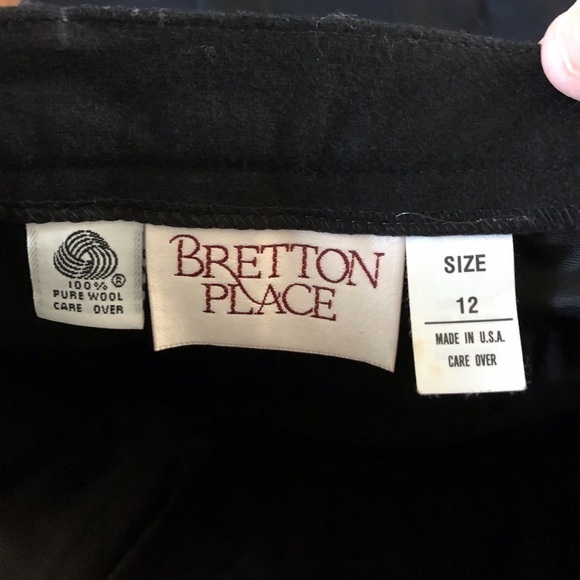 100%®
PURE WOOL
CARE OVER
BRETTON
PLACE
SIZE
12
MADE IN U.S.A.
CARE OVER